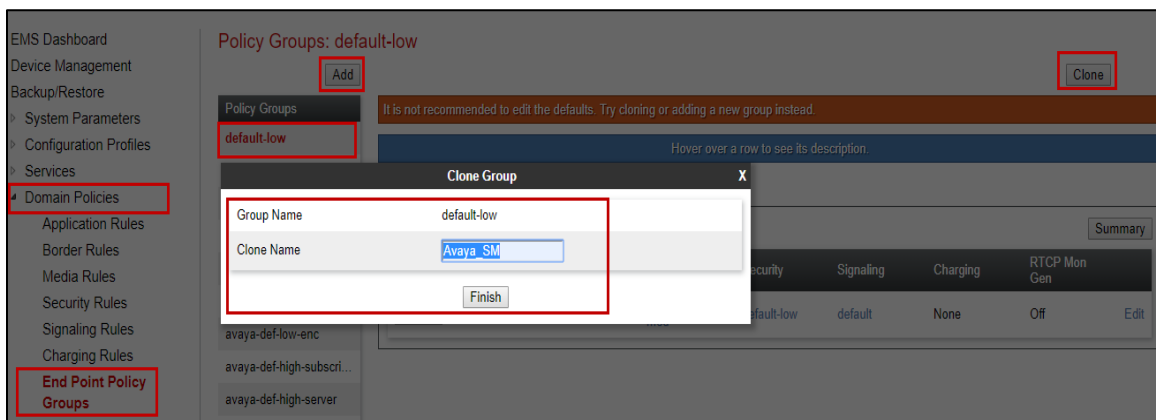 EMS Dashboard
Device Management
Backup/Restore
System Parameters
Configuration Profiles
Services
Domain Policies
Application Rules
Border Rules
Media Rules
Security Rules
Signaling Rules
Charging Rules
End Point Policy
Groups
Policy Groups: default-low
Add
Clone
Policy Groups
default-low
It is not recommended to edit the defaults. Try cloning or adding a new group instead.
Hover over a row to see its description.
Clone Group
X
Group Name default-low
Clone Name Avaya_SM
Finish
avaya-def-low-enc
avaya-def-high-subscri...
avaya-def-high-server
Summary
Signaling Charging RTCP Mon
Gen
default None Off Edit